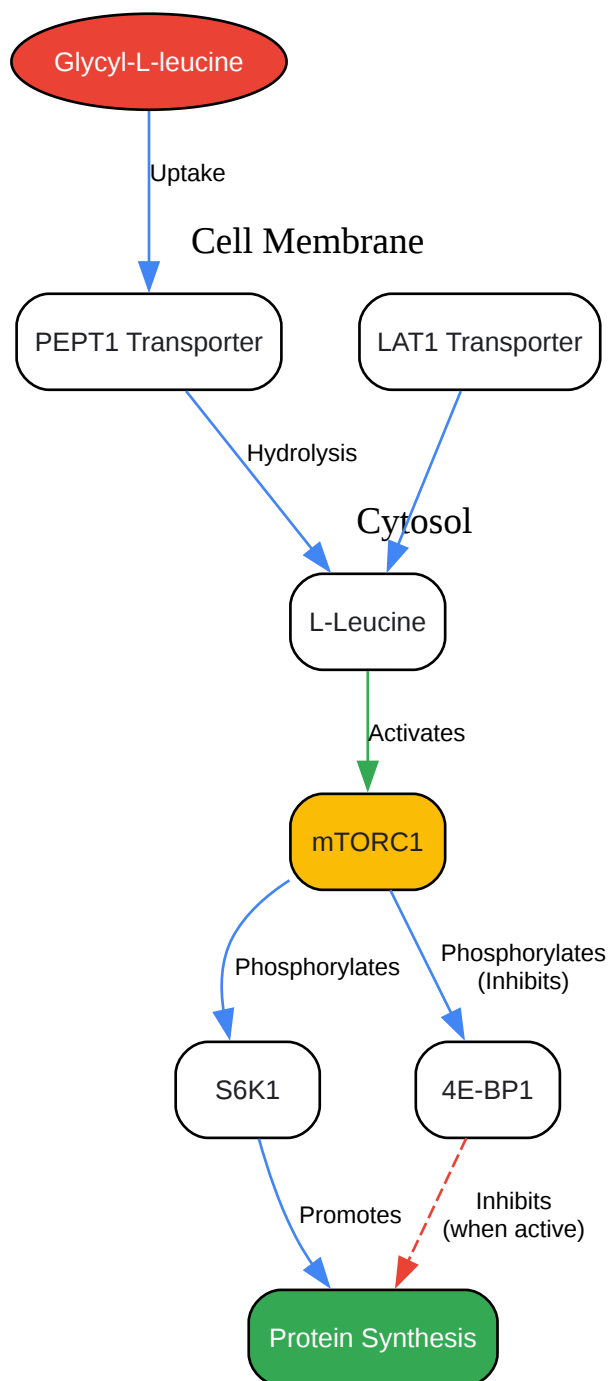 Glycyl-L-leucine
Uptake
Cell Membrane
PEPT1 Transporter
LAT1 Transporter
Hydrolysis
Cytosol
L-Leucine
Activates
mTORC1
Phosphorylates
Phosphorylates
(Inhibits)
S6K1
4E-BP1
Promotes
Inhibits
(when active)
Protein Synthesis